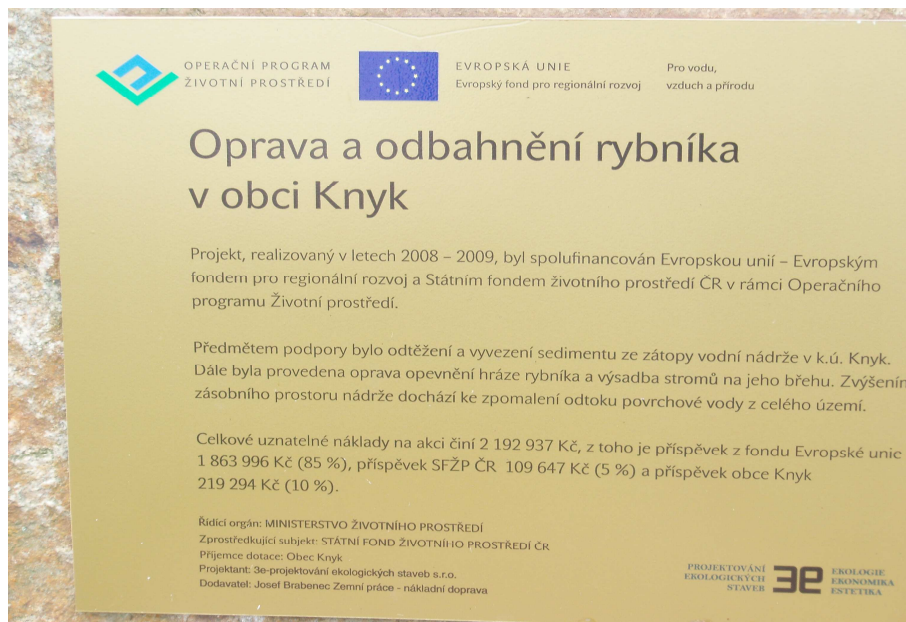 OPERAČNÍ PROGRAM
ŽIVOTNÍ PROSTŘEDÍ
EVROPSKÁ UNIE
Evropský fond pro regionální rozvoj
Pro vodu,
vzduch a přírodu
Oprava a odbahnění rybníka
v obci Knyk
Projekt, realizovaný v letech 2008 – 2009, byl spolufinancován Evropskou unií – Evropským
fondem pro regionální rozvoj a Státním fondem životního prostředí ČR v rámci Operačního
programu Životní prostředí.
Předmětem podpory bylo odtěžení a vyvezení sedimentu ze zátopy vodní nádrže v k.ú. Knyk.
Dále byla provedena oprava opevnění hráze rybníka a výsadba stromů na jeho břehu. Zvýšením
zásobního prostoru nádrže dochází ke zpomalení odtoku povrchové vody z celého území.
Celkové uznatelné náklady na akci činí 2 192 937 Kč, z toho je příspěvek z fondu Evropské unie
1 863 996 Kč (85 %), příspěvek SFŽP ČR 109 647 Kč (5 %) a příspěvek obce Knyk
219 294 Kč (10 %).
Řídící orgán: MINISTERSTVO ŽIVOTNÍHO PROSTŘEDÍ
Zprostředkující subjekt: STÁTNÍ FOND ŽIVOTNÍHO PROSTŘEDÍ ČR
Příjemce dotace: Obec Knyk
Projektant: 3e-projektování ekologických staveb s.r.o.
Dodavatel: Josef Brabenec Zemní práce - nákladní doprava
PROJEKTOVÁNÍ
EKOLOGICKÝCH
STAVEB
3e
EKOLOGIE
EKONOMIKA
ESTETIKA